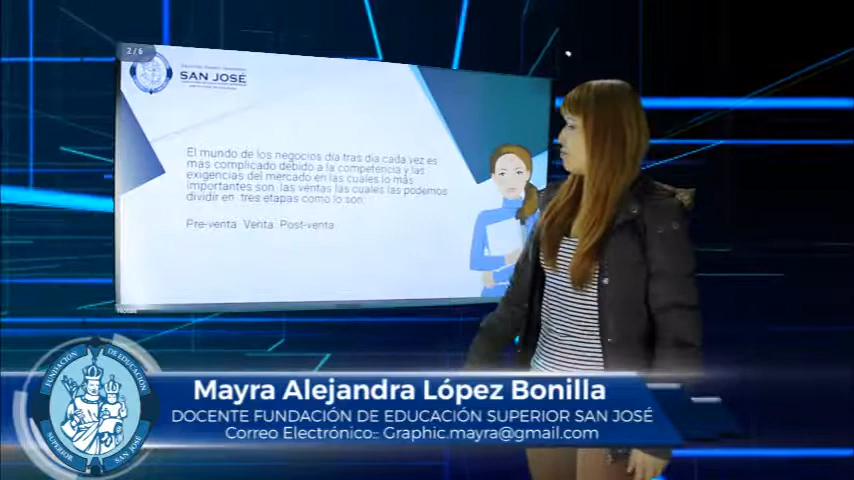 2/6
SAN JOSÉ
El mundo de los negocios día tras día cada vez es
mas complicado debido a la competencia y las
exigencias del mercado en las cuales lo más
importantes son las ventas las cuales las podemos
dividir en tres etapas como lo son:
Pre-venta Venta Post-venta
FUNDACIÓN DE EDUCACIÓN
SUPERIOR SAN JOSÉ
Mayra Alejandra López Bonilla
DOCENTE FUNDACIÓN DE EDUCACIÓN SUPERIOR SAN JOSÉ
Correo Electrónico:: Graphic.mayra@gmail.com